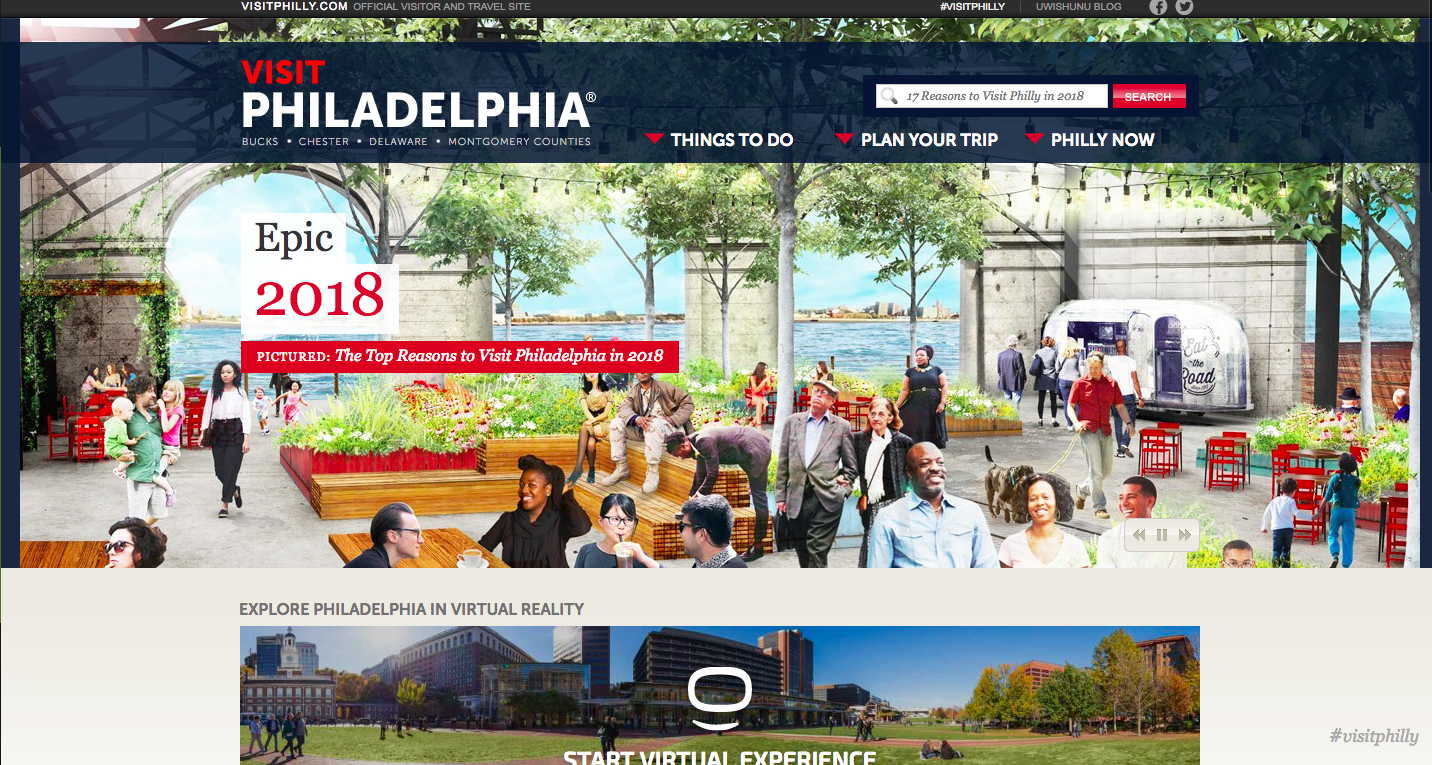 VISITPHILLY.COM OFFICIAL VISITOR AND TRAVEL SITE
#VISITPHILLY
UWISHUNU BLOG
VISIT
PHILADELPHIA®
BUCKS • CHESTER • DELAWARE • MONTGOMERY COUNTIES
17 Reasons to Visit Philly in 2018
SEARCH
THINGS TO DO
PLAN YOUR TRIP
PHILLY NOW
Epic
2018
PICTURED: The Top Reasons to Visit Philadelphia in 2018
Eat
the
Road
EXPLORE PHILADELPHIA IN VIRTUAL REALITY
START VIRTUAL EXPERIENCE
#visitphilly